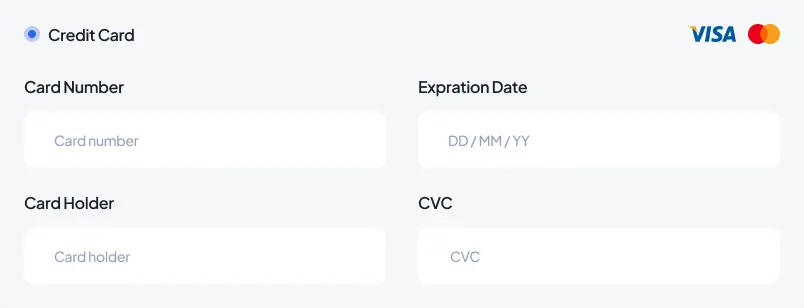 Credit Card VISA
Card Number Expration Date
Card number DD / MM / YY
Card Holder CVC
Card holder CVC